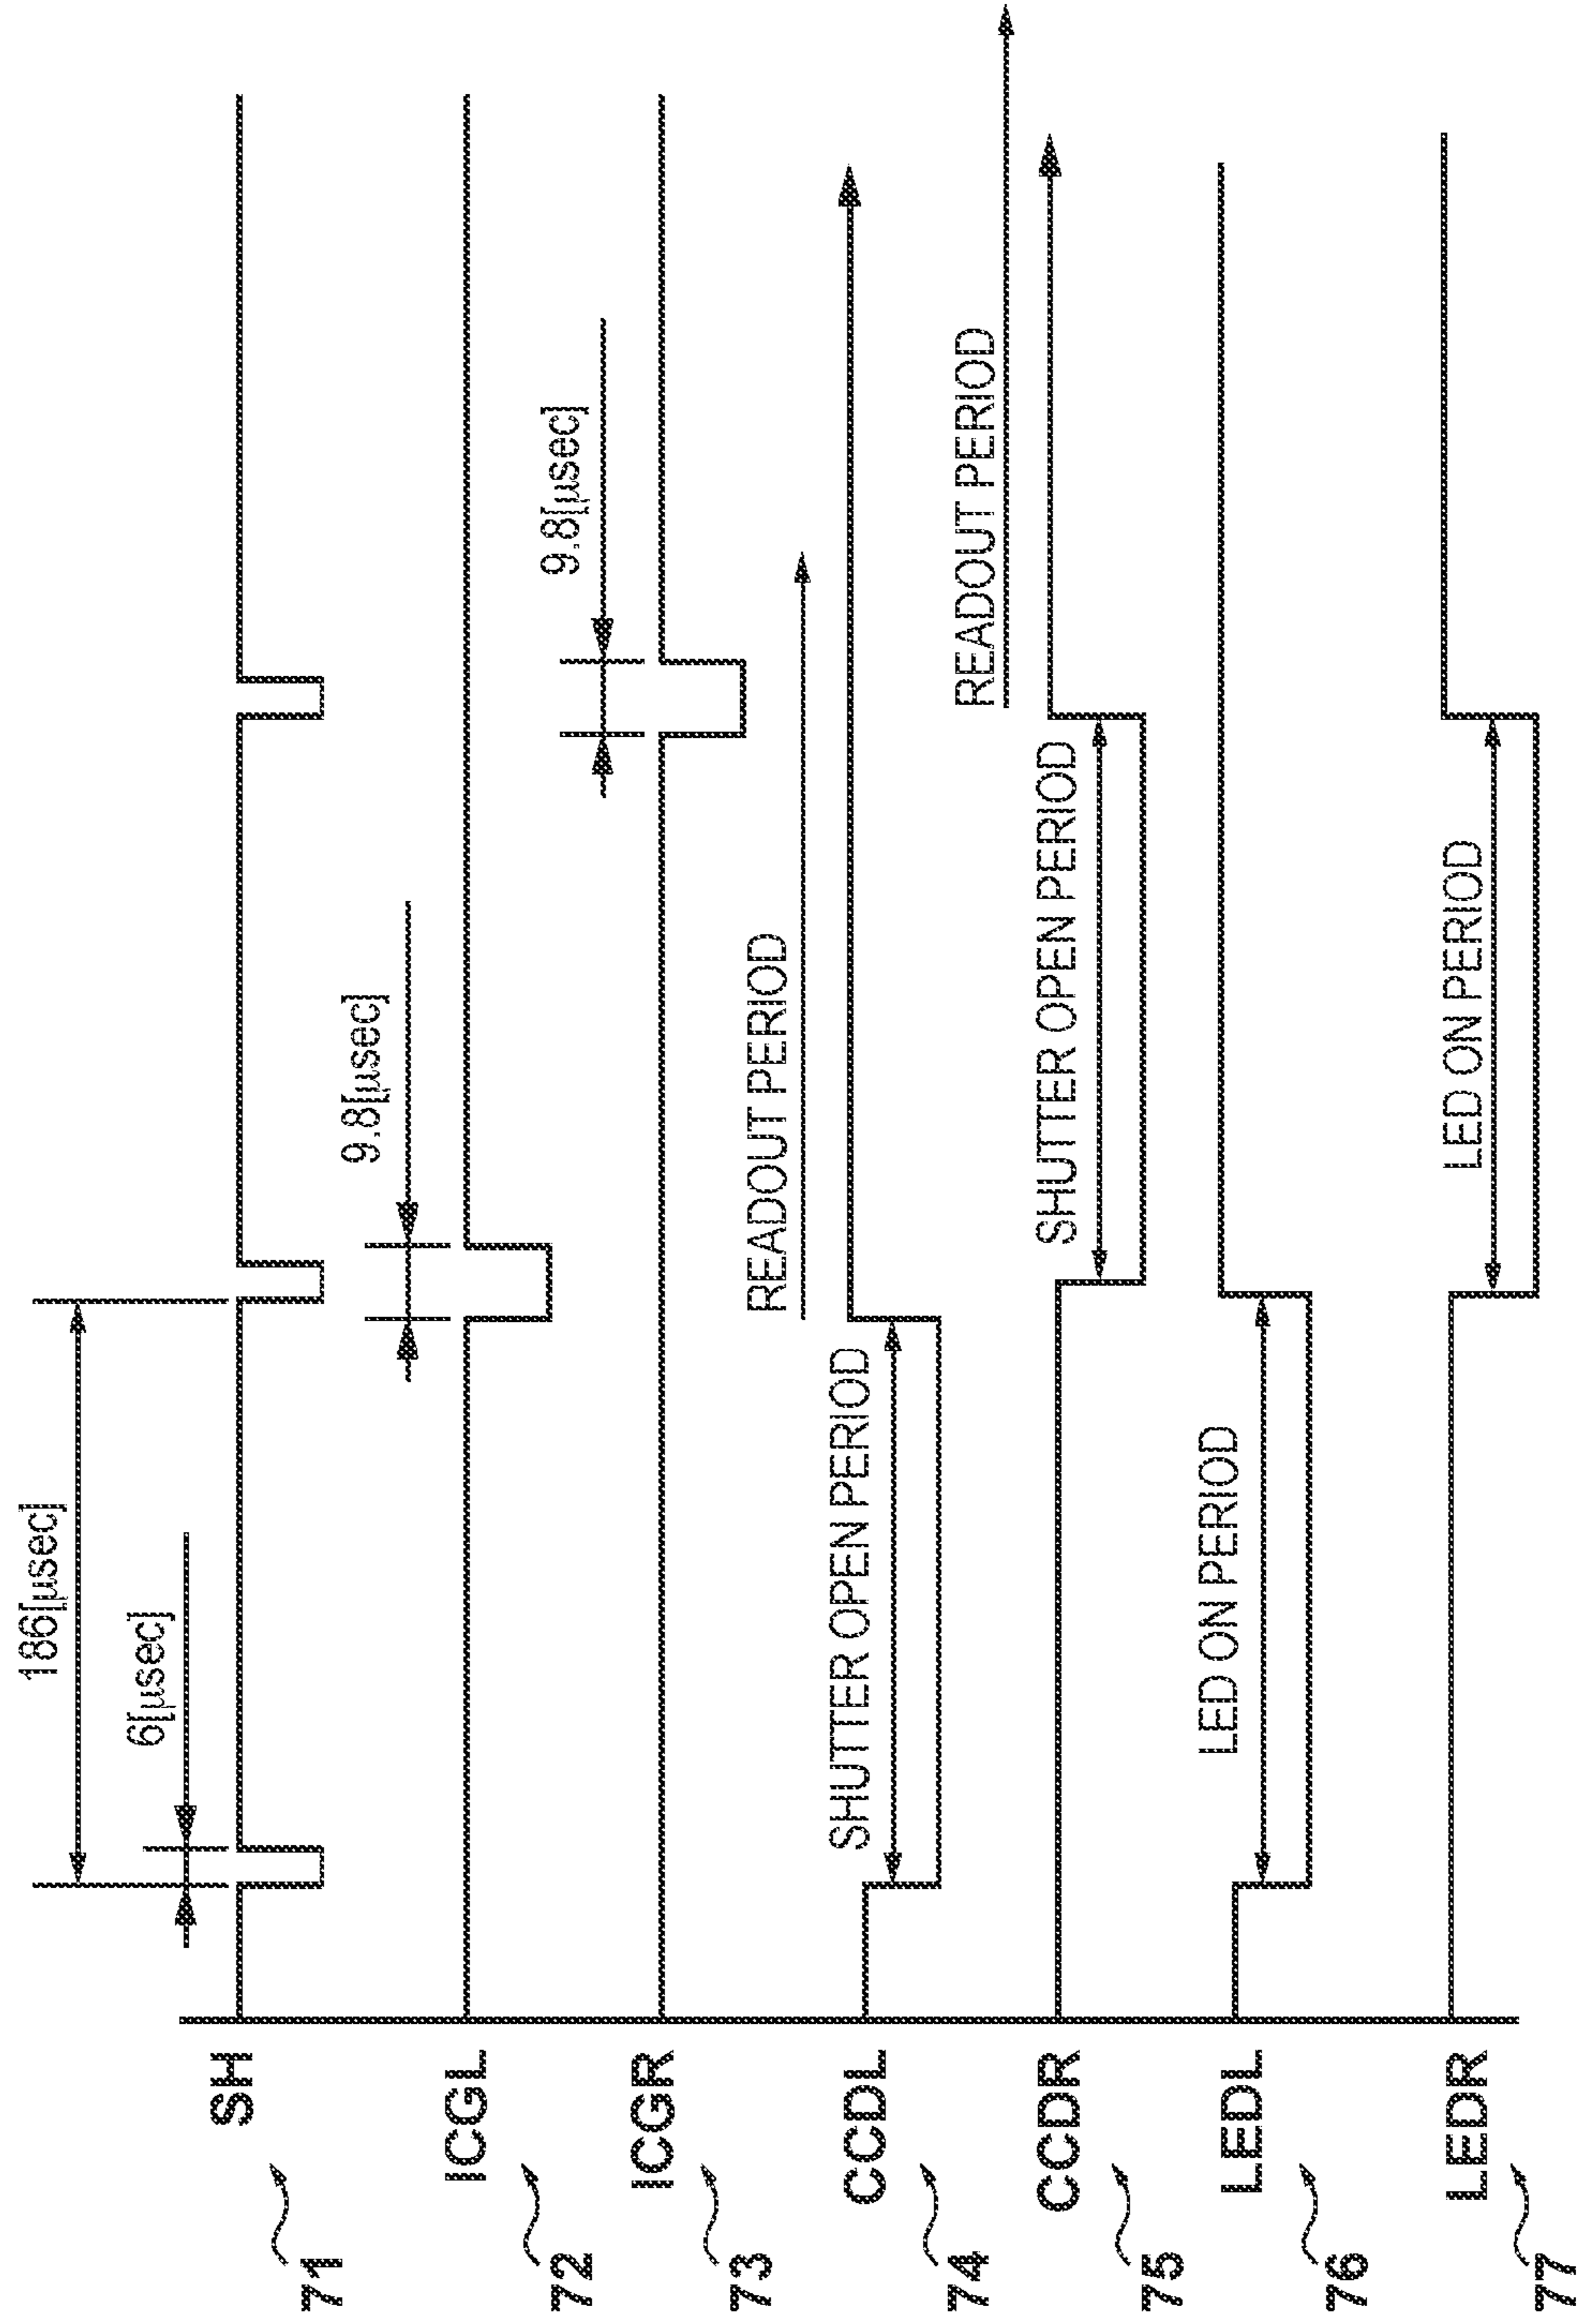 186[μsec]
6[μsec]
71 SH
9.8[μsec]
72 ICGL
9.8[μsec]
73 ICGR
READOUT PERIOD
74 CCDL
SHUTTER OPEN PERIOD
READOUT PERIOD
75 CCDR
SHUTTER OPEN PERIOD
76 LEDL
LED ON PERIOD
77 LEDR
LED ON PERIOD